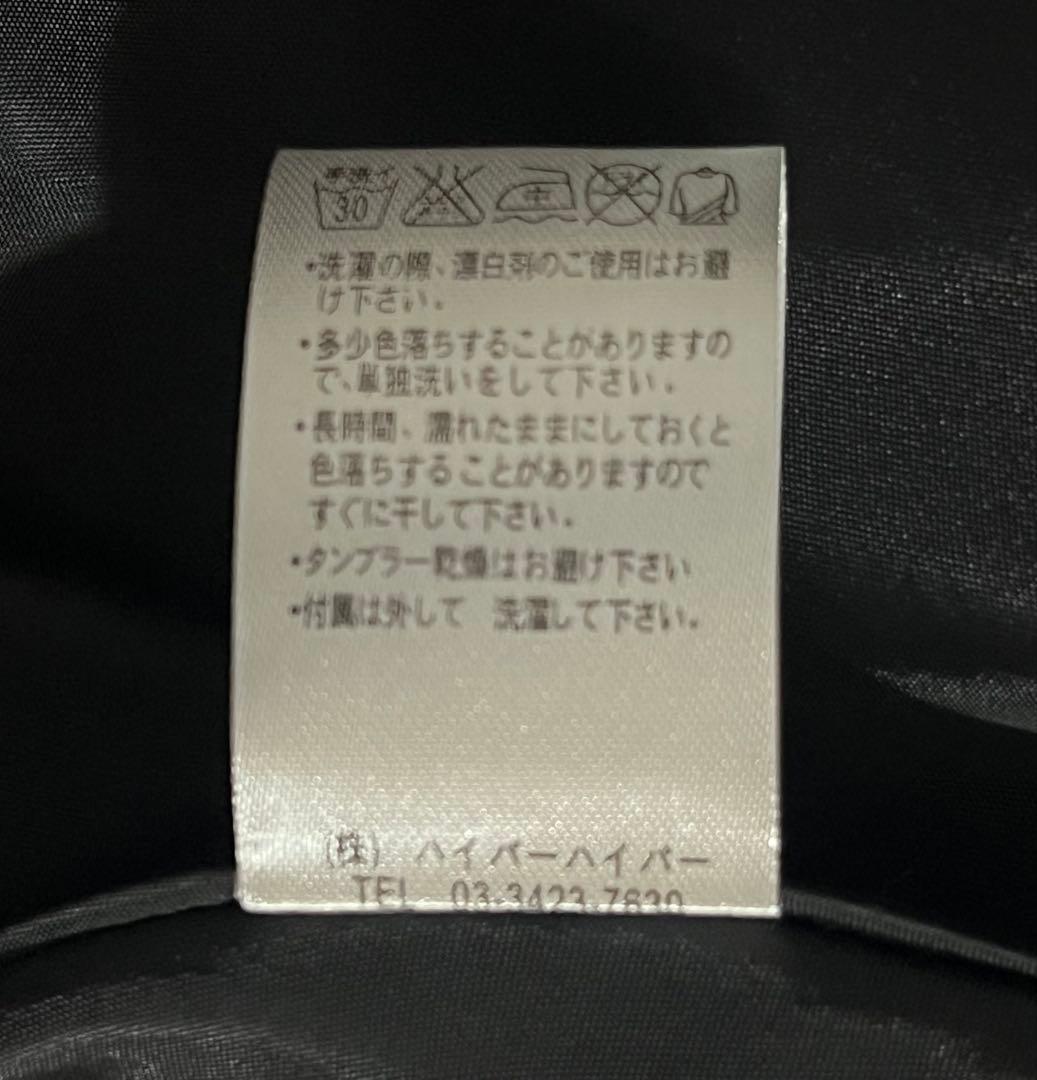 手洗イ
30
中
・洗濯の際、漂白剤のご使用はお避
け下さい。
・多少色落ちすることがありますの
で、単独洗いをして下さい。
・長時間、濡れたままにしておくと
色落ちすることがありますので
すぐに干して下さい。
・タンブラー乾燥はお避け下さい
・付属は外して 洗濯して下さい。
(株) ハイパーハイパー
TEL 03-3423-7630